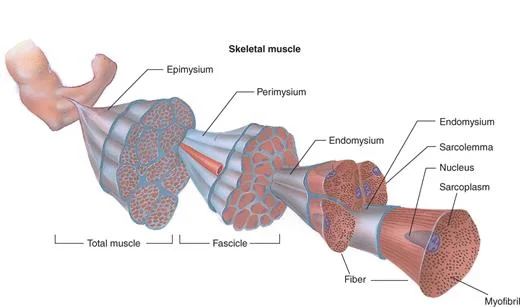 Skeletal muscle
Epimysium
Perimysium
Endomysium
Endomysium
Sarcolemma
Nucleus
Sarcoplasm
Total muscle
Fascicle
Fiber
Myofibril